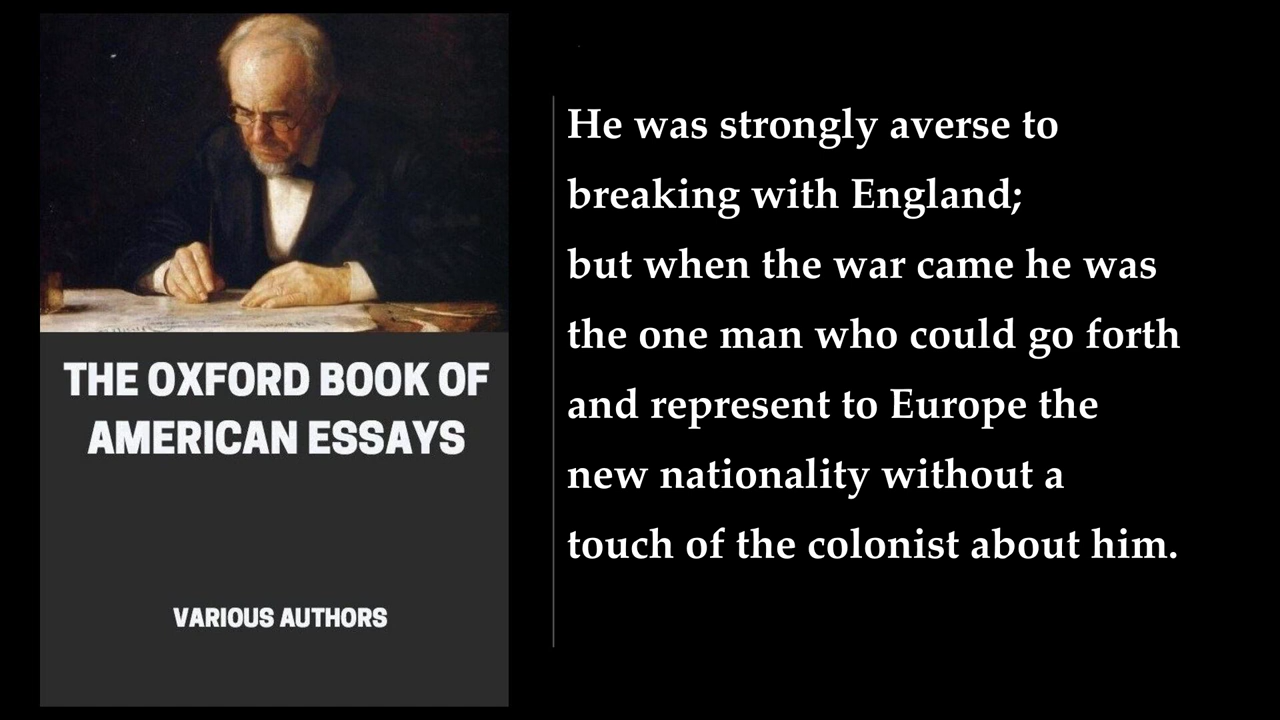 THE OXFORD BOOK OF
AMERICAN ESSAYS
VARIOUS AUTHORS
He was strongly averse to
breaking with England;
but when the war came he was
the one man who could go forth
and represent to Europe the
new nationality without a
touch of the colonist about him.